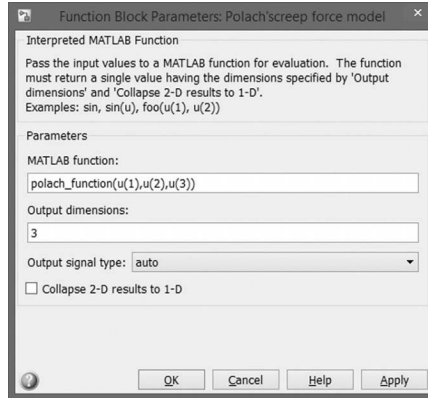 Function Block Parameters: Polach'screep force model
Interpreted MATLAB Function
Pass the input values to a MATLAB function for evaluation. The function
must return a single value having the dimensions specified by 'Output
dimensions' and 'Collapse 2-D results to 1-D'.
Examples: sin, sin(u), foo(u(1), u(2))
Parameters
MATLAB function:
polach_function(u(1),u(2),u(3))
Output dimensions:
3
Output signal type: auto
Collapse 2-D results to 1-D
OK Cancel Help Apply